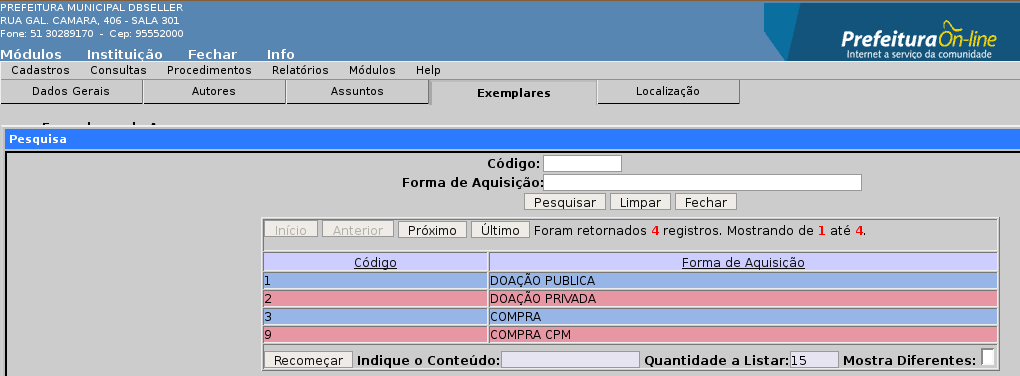 PREFEITURA MUNICIPAL DBSELLER
RUA GAL. CAMARA, 406 - SALA 301
Fone: 51 30289170 - Cep: 95552000
PrefeituraOn-line
Internet a serviço da comunidade
Módulos Instituição Fechar Info
Cadastros Consultas Procedimentos Relatórios Módulos Help
Dados Gerais Autores Assuntos Exemplares Localização
Pesquisa
Código:
Forma de Aquisição:
Pesquisar Limpar Fechar
Início Anterior Próximo Último Foram retornados 4 registros. Mostrando de 1 até 4.
Código Forma de Aquisição
1 DOAÇÃO PUBLICA
2 DOAÇÃO PRIVADA
3 COMPRA
9 COMPRA CPM
Recomeçar Indique o Conteúdo: Quantidade a Listar: 15 Mostra Diferentes: